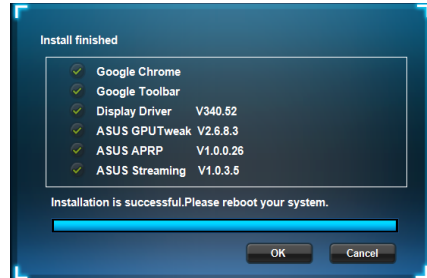 Install finished
Google Chrome
Google Toolbar
Display Driver V340.52
ASUS GPUTweak V2.6.8.3
ASUS APRP V1.0.0.26
ASUS Streaming V1.0.3.5
Installation is successful.Please reboot your system.
OK Cancel